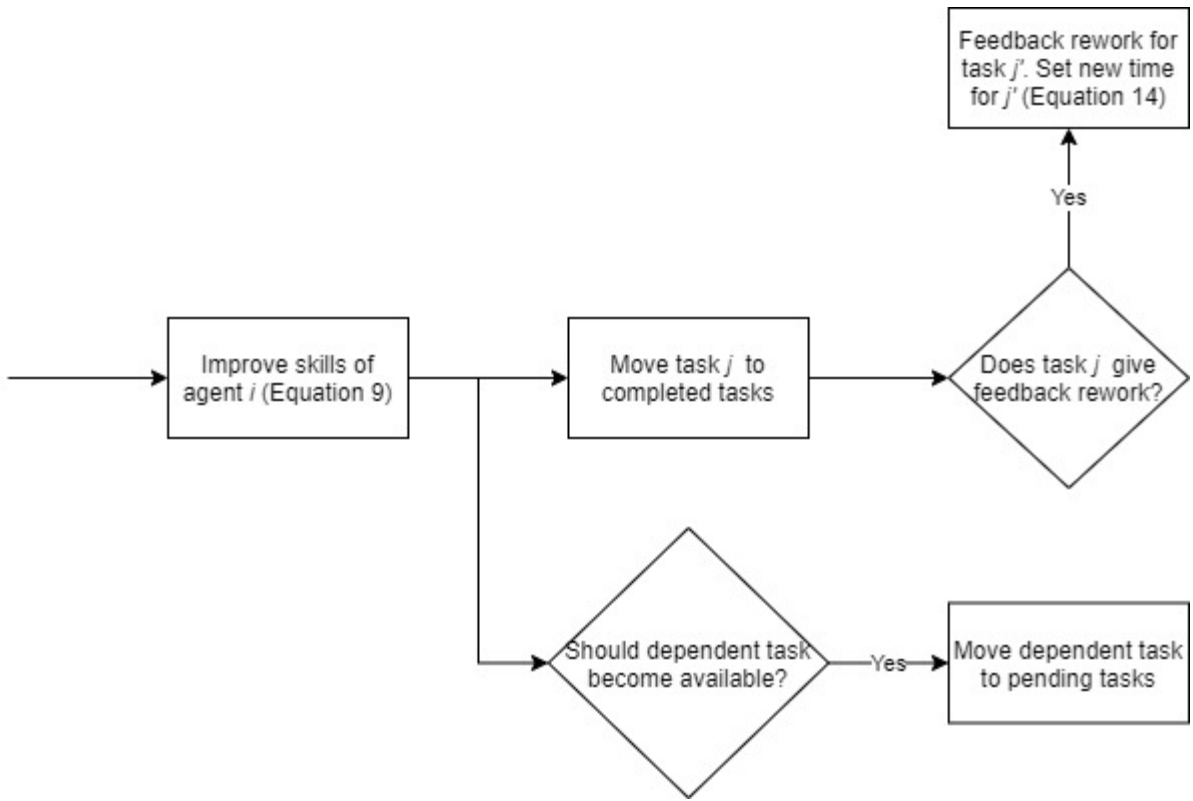 Feedback rework for
task j'. Set new time
for j' (Equation 14)
Yes
Improve skills of
agent i (Equation 9)
Move task j to
completed tasks
Does task j give
feedback rework?
Should dependent task
become available?
Yes
Move dependent task
to pending tasks